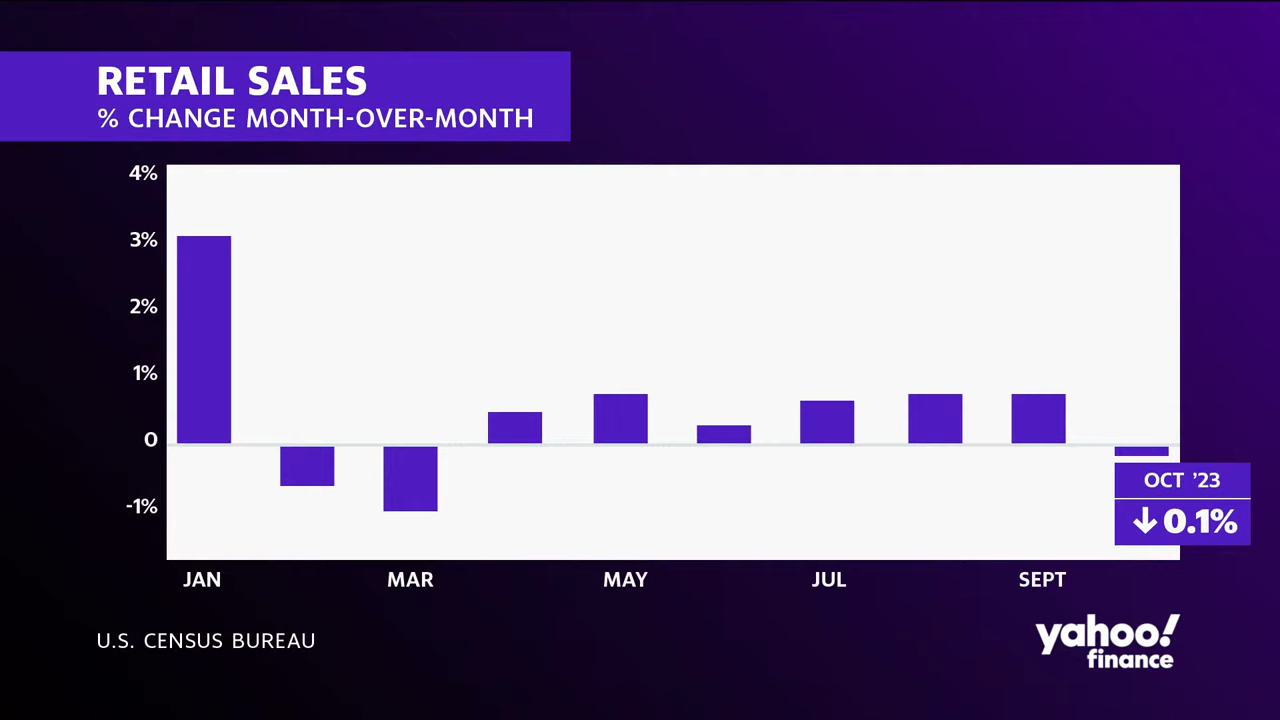 RETAIL SALES
% CHANGE MONTH-OVER-MONTH
4%
3%
2%
1%
0
-1%
OCT ’23
↓0.1%
JAN MAR MAY JUL SEPT
U.S. CENSUS BUREAU
yahoo!
finance